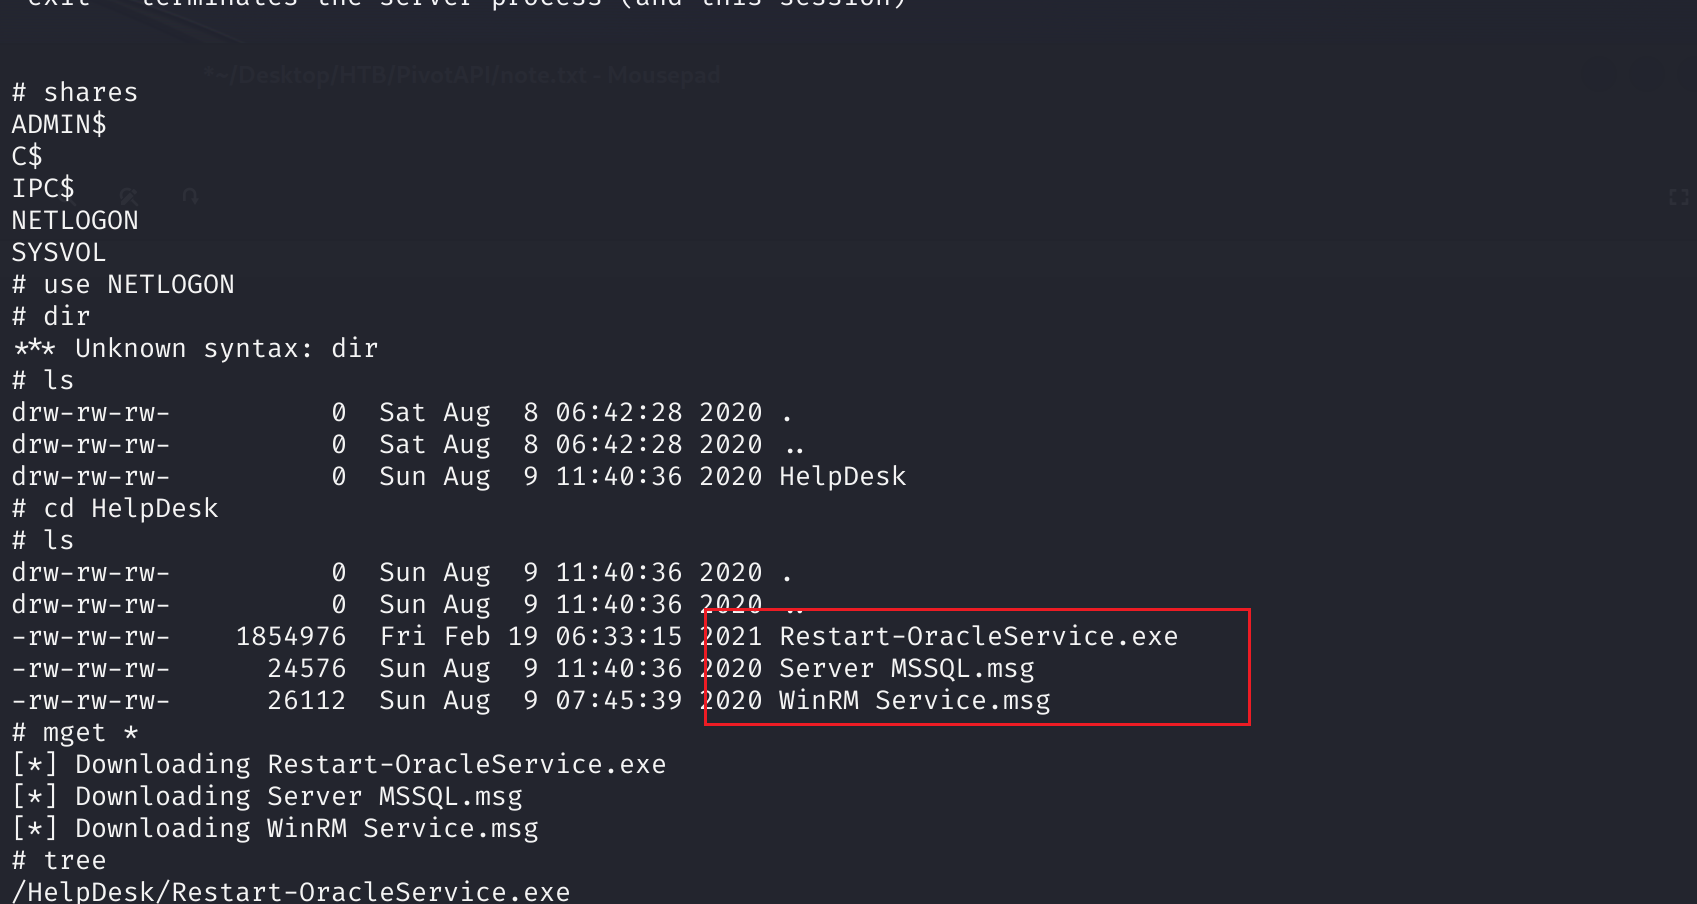 exit - terminates the server process (and this session)
*~/Desktop/HTB/PivotAPI/note.txt - Mousepad
# shares
ADMIN$
C$
IPC$
NETLOGON
SYSVOL
# use NETLOGON
# dir
*** Unknown syntax: dir
# ls
drw-rw-rw-          0  Sat Aug  8 06:42:28 2020 .
drw-rw-rw-          0  Sat Aug  8 06:42:28 2020 ..
drw-rw-rw-          0  Sun Aug  9 11:40:36 2020 HelpDesk
# cd HelpDesk
# ls
drw-rw-rw-          0  Sun Aug  9 11:40:36 2020 .
drw-rw-rw-          0  Sun Aug  9 11:40:36 2020 ..
-rw-rw-rw-    1854976  Fri Feb 19 06:33:15 2021 Restart-OracleService.exe
-rw-rw-rw-      24576  Sun Aug  9 11:40:36 2020 Server MSSQL.msg
-rw-rw-rw-      26112  Sun Aug  9 07:45:39 2020 WinRM Service.msg
# mget *
[*] Downloading Restart-OracleService.exe
[*] Downloading Server MSSQL.msg
[*] Downloading WinRM Service.msg
# tree
/HelpDesk/Restart-OracleService.exe